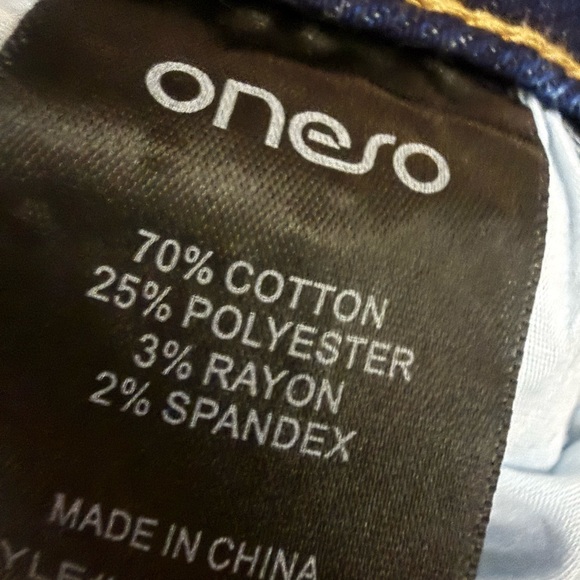 oneso
70% COTTON
25% POLYESTER
3% RAYON
2% SPANDEX
MADE IN CHINA